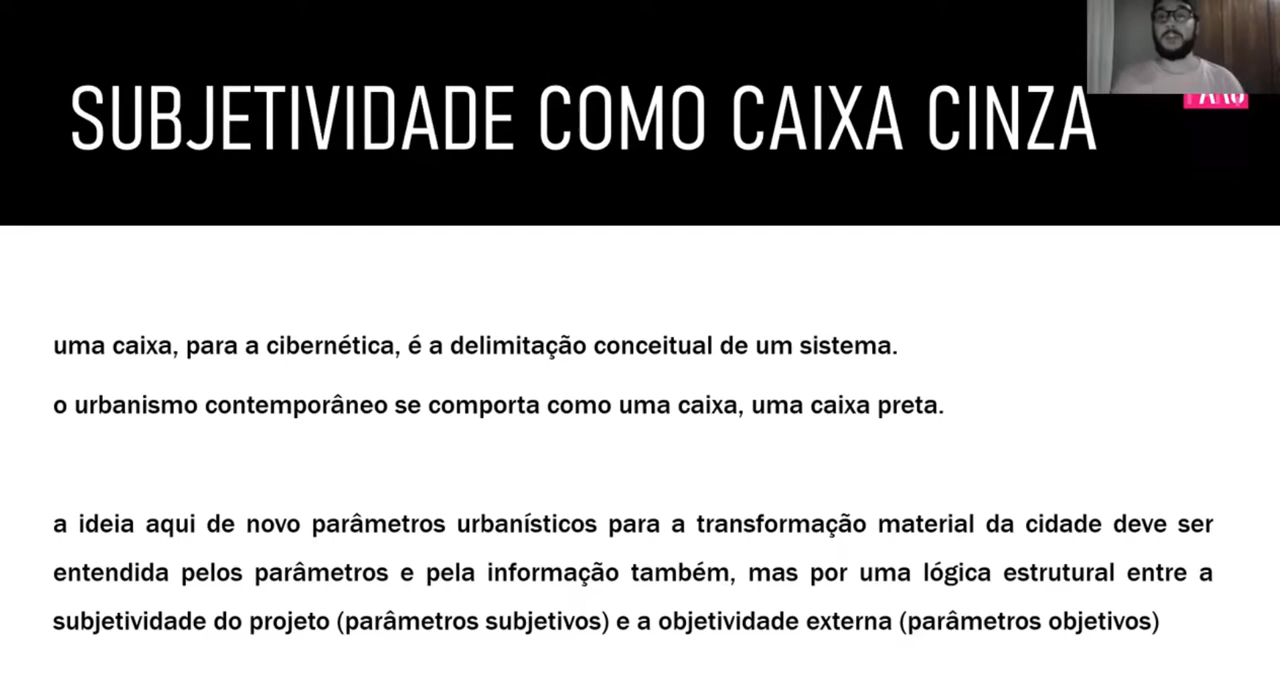 SUBJETIVIDADE COMO CAIXA CINZA
uma caixa, para a cibernética, é a delimitação conceitual de um sistema.
o urbanismo contemporâneo se comporta como uma caixa, uma caixa preta.
a ideia aqui de novo parâmetros urbanísticos para a transformação material da cidade deve ser
entendida pelos parâmetros e pela informação também, mas por uma lógica estrutural entre a
subjetividade do projeto (parâmetros subjetivos) e a objetividade externa (parâmetros objetivos)